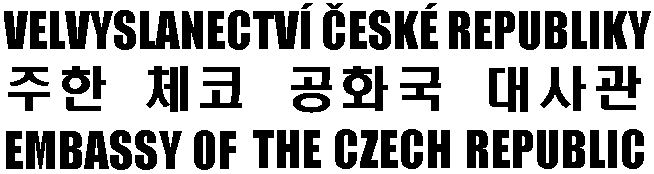 VELVYSLANECTVÍ ČESKÉ REPUBLIKY
주한 체코 공화국 대사관
EMBASSY OF THE CZECH REPUBLIC